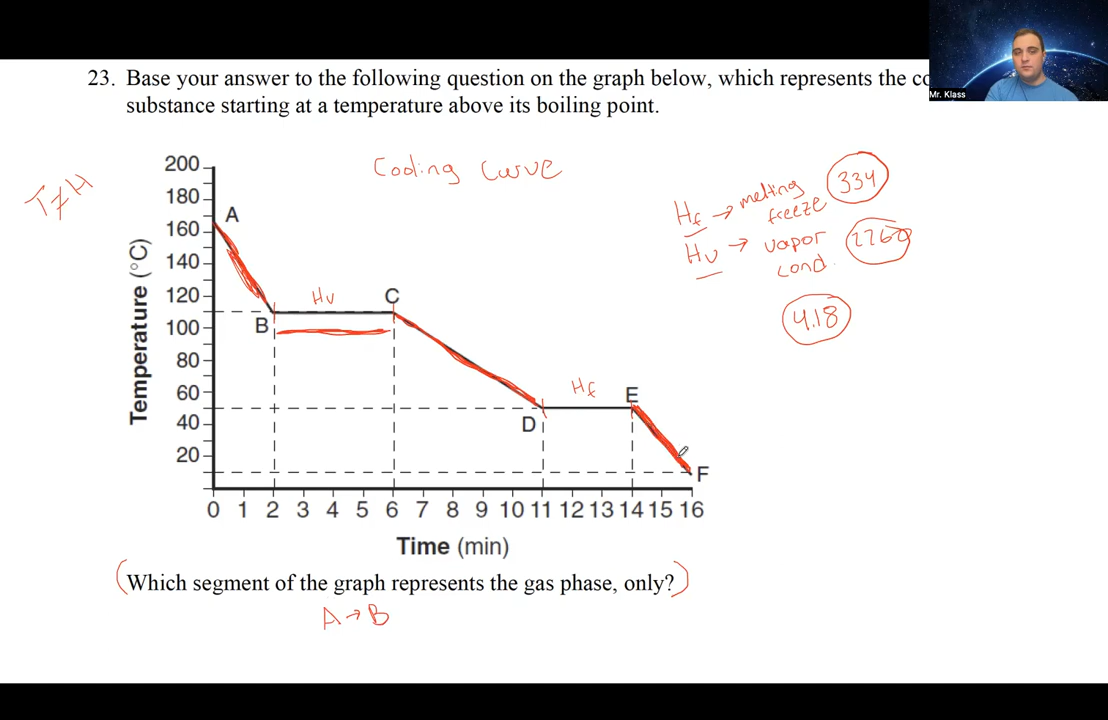 Mr. Klass
23. Base your answer to the following question on the graph below, which represents the co
substance starting at a temperature above its boiling point.
T≠H
Cooling Curve
Hf → melting 334
freeze
Hv → vapor 2260
cond.
4.18
Temperature (°C)
200
180
160
140
120
100
80
60
40
20
A
B
Hv
C
D
Hf
E
F
0 1 2 3 4 5 6 7 8 9 10 11 12 13 14 15 16
Time (min)
(Which segment of the graph represents the gas phase, only?)
A → B